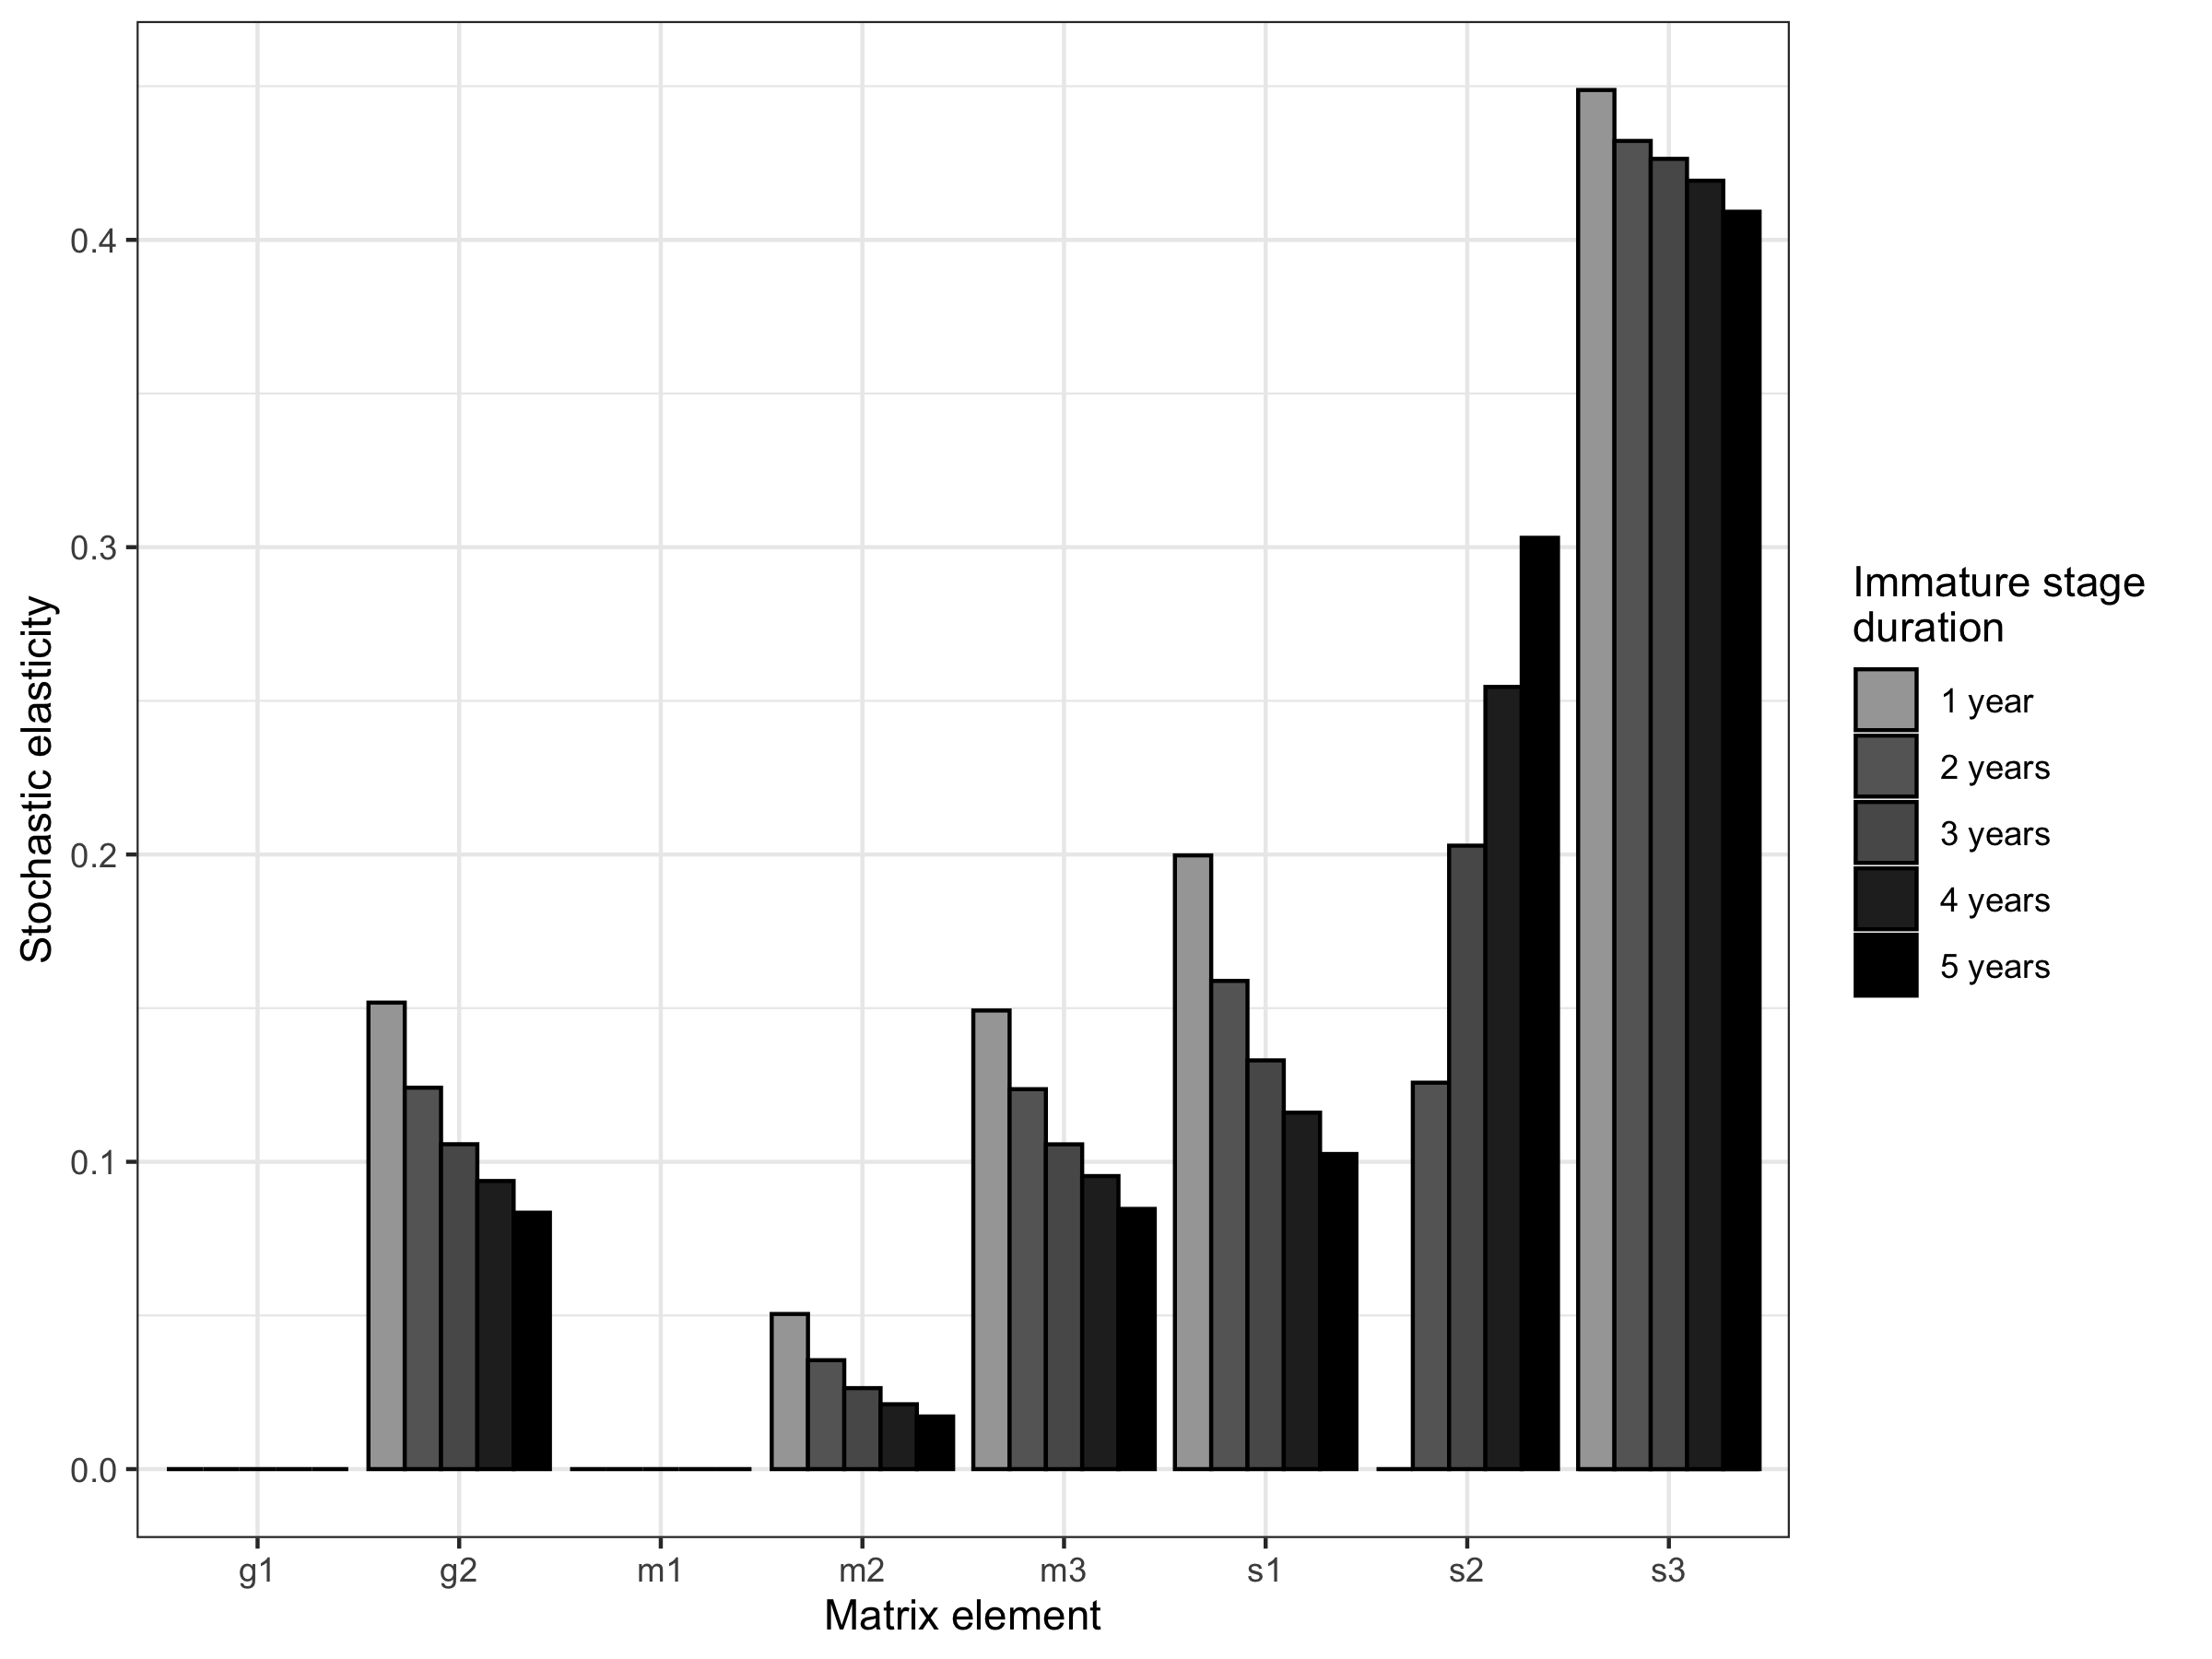 Stochastic elasticity
0.4
0.3
0.2
0.1
0.0
g1 g2 m1 m2 m3 s1 s2 s3
Matrix element
Immature stage
duration
1 year
2 years
3 years
4 years
5 years